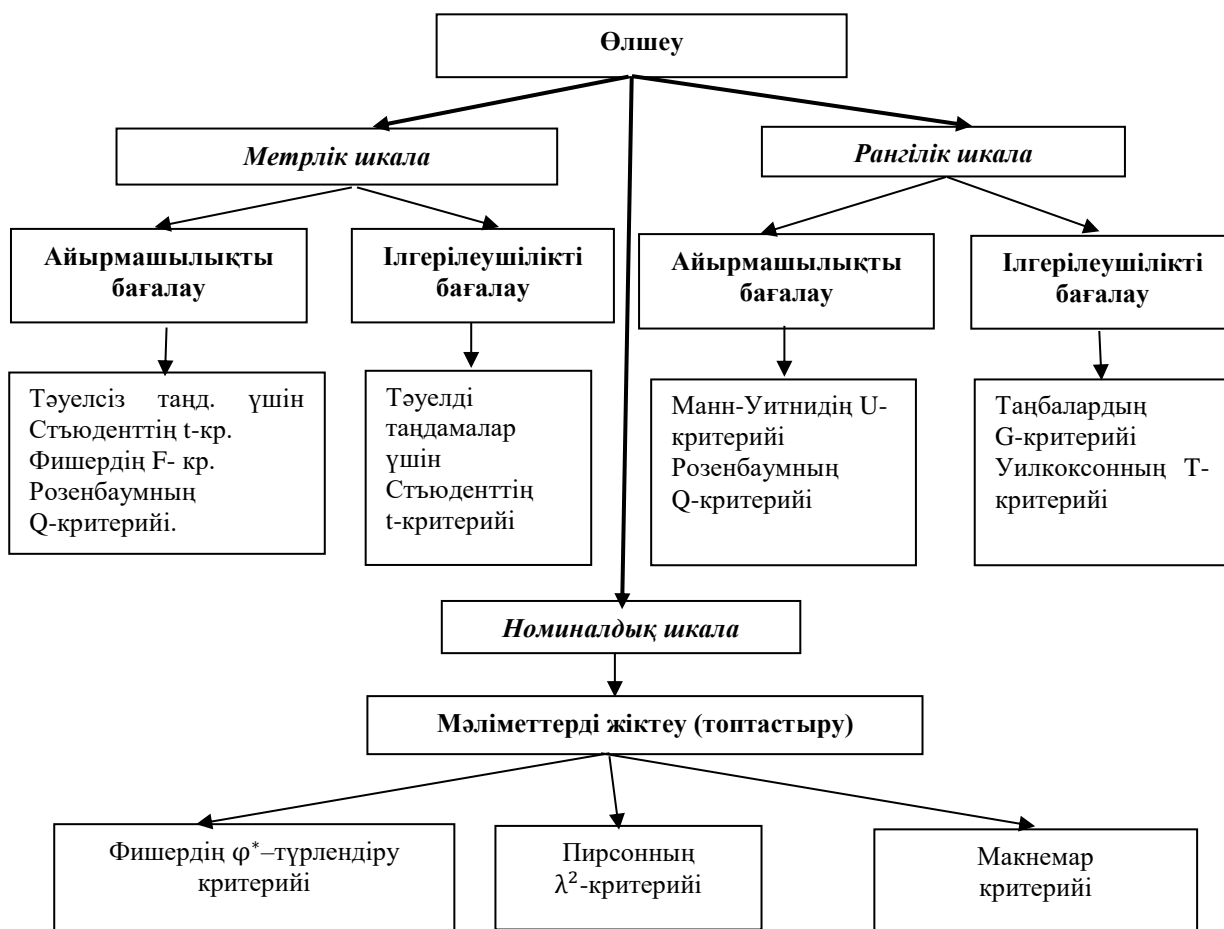 Өлшеу
Метрлік шкала
Рангілік шкала
Айырмашылықты
бағалау
Ілгерілеушілікті
бағалау
Айырмашылықты
бағалау
Ілгерілеушілікті
бағалау
Тәуелсіз таңд. үшін
Стъюденттің t-кр.
Фишердің F- кр.
Розенбаумның
Q-критерийі.
Тәуелді
таңдамалар
үшін
Стъюденттің
t-критерийі
Манн-Уитнидің U-
критерийі
Розенбаумның
Q-критерийі
Таңбалардың
G-критерийі
Уилкоксонның Т-
критерийі
Номиналдық шкала
Мәліметтерді жіктеу (топтастыру)
Фишердің φ*–түрлендіру
критерийі
Пирсонның
λ²-критерийі
Макнемар
критерийі